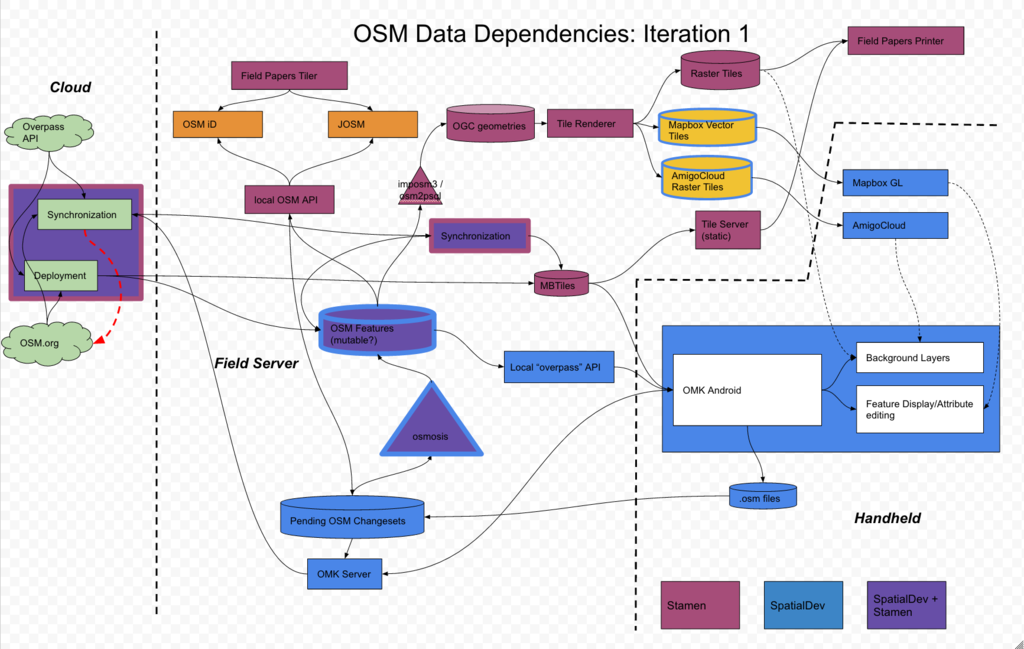 OSM Data Dependencies: Iteration 1
Cloud
Overpass
API
Synchronization
Deployment
OSM.org
Field Papers Tiler
OSM iD
JOSM
local OSM API
imposm3 /
osm2psql
OGC geometries
Tile Renderer
Raster Tiles
Mapbox Vector
Tiles
AmigoCloud
Raster Tiles
Field Papers Printer
Synchronization
MBTiles
Tile Server
(static)
Mapbox GL
AmigoCloud
OSM Features
(mutable?)
Field Server
Local “overpass” API
osmosis
Pending OSM Changesets
OMK Server
OMK Android
Background Layers
Feature Display/Attribute
editing
.osm files
Handheld
Stamen
SpatialDev
SpatialDev +
Stamen